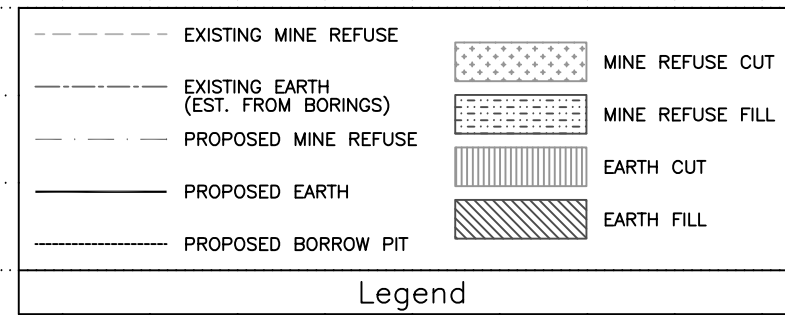 EXISTING MINE REFUSE
EXISTING EARTH
(EST. FROM BORINGS)
PROPOSED MINE REFUSE
PROPOSED EARTH
PROPOSED BORROW PIT
MINE REFUSE CUT
MINE REFUSE FILL
EARTH CUT
EARTH FILL
Legend